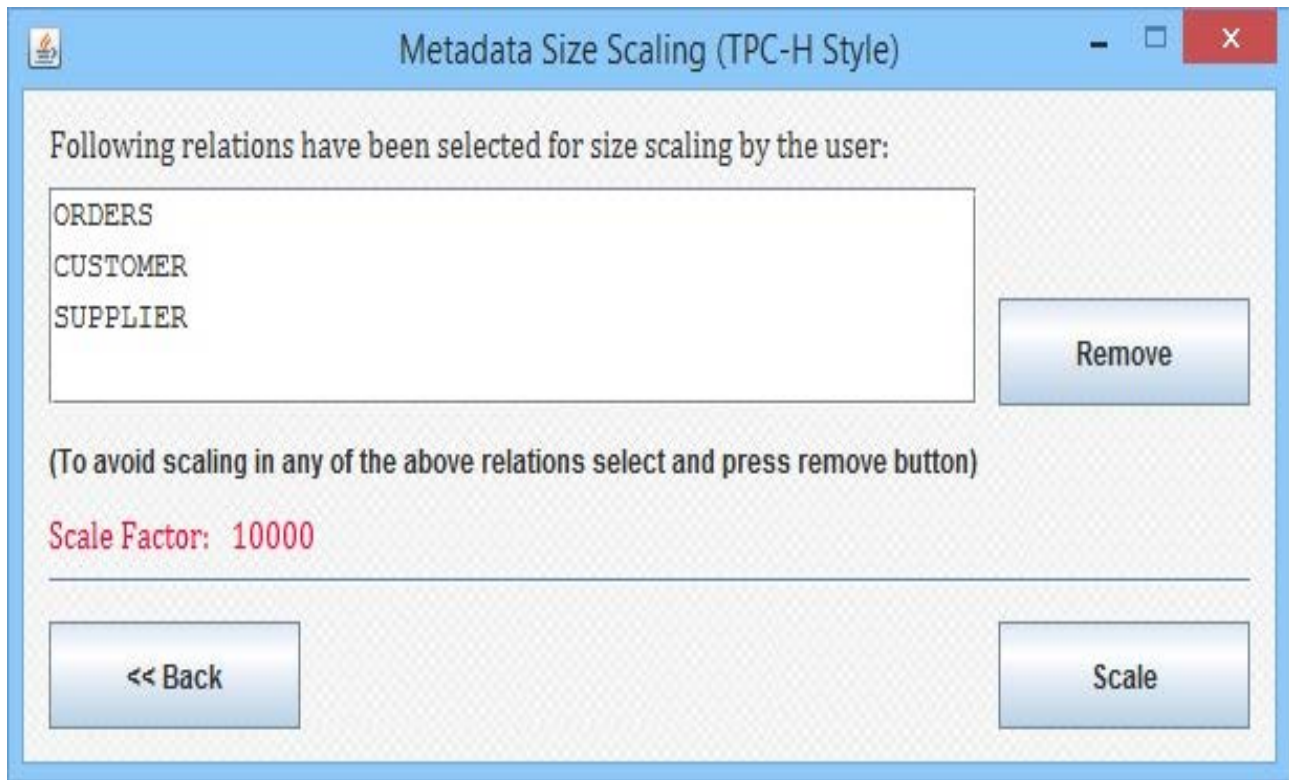 Metadata Size Scaling (TPC-H Style)
Following relations have been selected for size scaling by the user:
ORDERS
CUSTOMER
SUPPLIER
Remove
(To avoid scaling in any of the above relations select and press remove button)
Scale Factor: 10000
<< Back
Scale